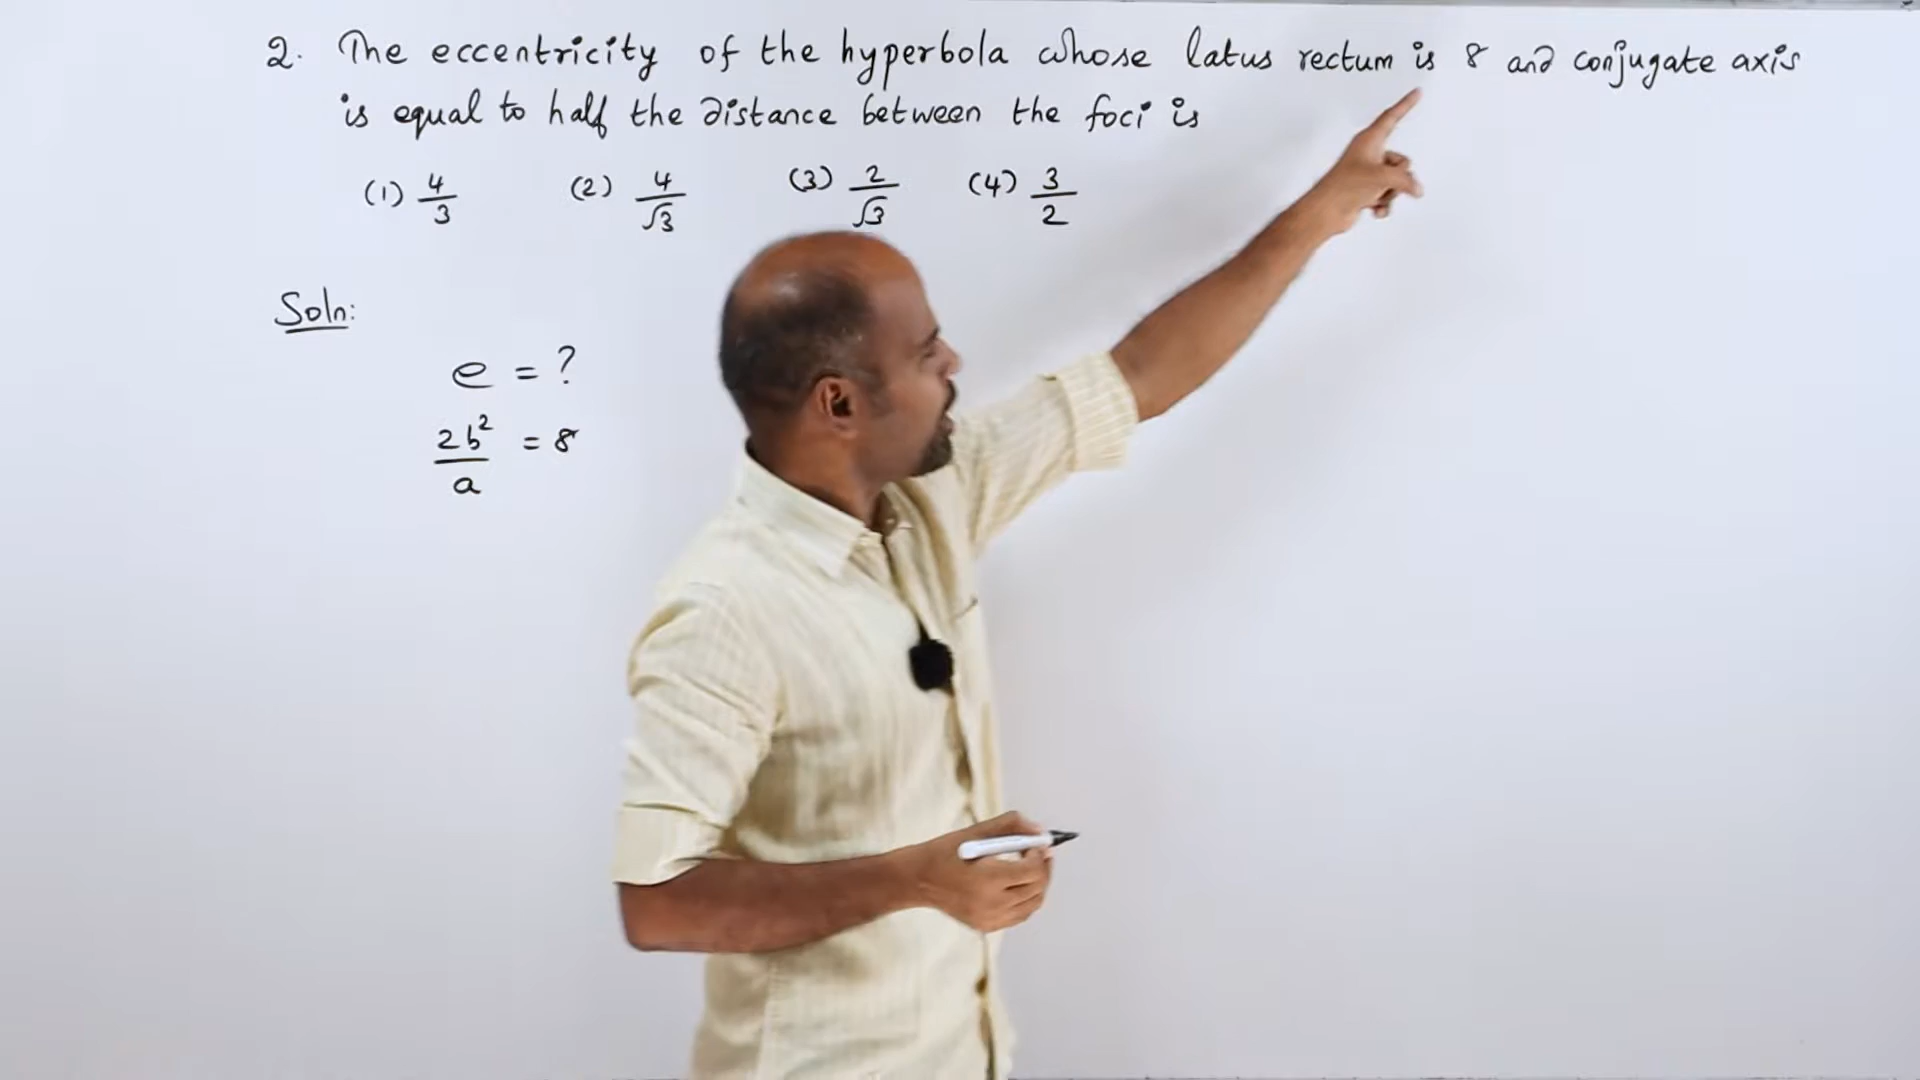 2. The eccentricity of the hyperbola whose latus rectum is 8 and conjugate axis
is equal to half the distance between the foci is
(1) 4/3 (2) 4/√3 (3) 2/√3 (4) 3/2
Soln:
e = ?
2b²/a = 8